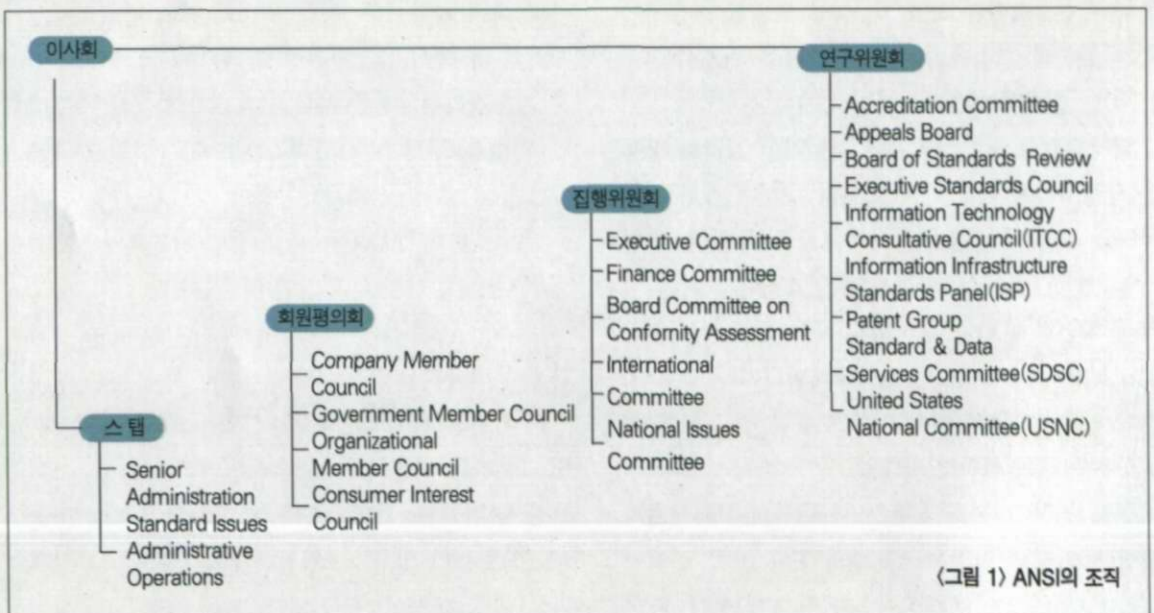 이사회
연구위원회
Accreditation Committee
Appeals Board
Board of Standards Review
Executive Standards Council
Information Technology
Consultative Council(ITCC)
Information Infrastructure
Standards Panel(ISP)
Patent Group
Standard & Data
Services Committee(SDSC)
United States
National Committee(USNC)
집행위원회
Executive Committee
Finance Committee
Board Committee on
Conformity Assessment
International
Committee
National Issues
Committee
회원평의회
Company Member
Council
Government Member Council
Organizational
Member Council
Consumer Interest
Council
스탭
Senior
Administration
Standard Issues
Administrative
Operations
〈그림 1〉 ANSI의 조직